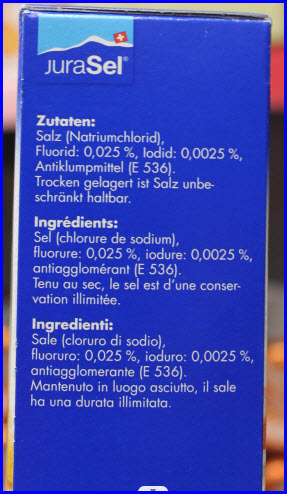 JuraSel®
Zutaten:
Salz (Natriumchlorid),
Fluorid: 0,025 %, Iodid: 0,0025 %,
Antiklumpmittel (E 536).
Trocken gelagert ist Salz unbe-
schränkt haltbar.
Ingrédients:
Sel (chlorure de sodium),
fluorure: 0,025 %, iodure: 0,0025 %,
antiagglomérant (E 536).
Tenu au sec, le sel est d’une conser-
vation illimitée.
Ingredienti:
Sale (cloruro di sodio),
fluoruro: 0,025 %, ioduro: 0,0025 %,
antiagglomerante (E 536).
Mantenuto in luogo asciutto, il sale
ha una durata illimitata.